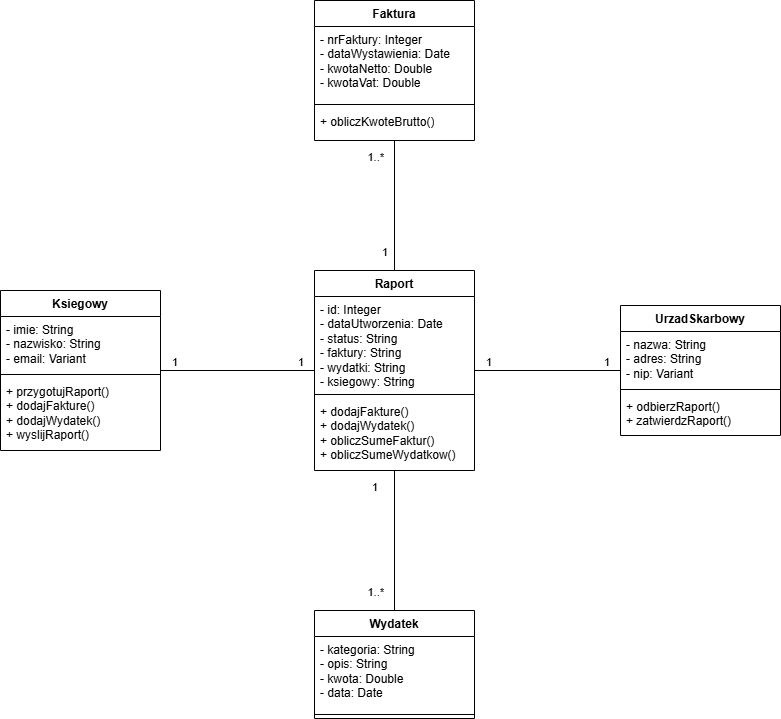 Faktura
- nrFaktury: Integer
- dataWystawienia: Date
- kwotaNetto: Double
- kwotaVat: Double
+ obliczKwoteBrutto()
1..*
1
Ksiegowy
- imie: String
- nazwisko: String
- email: Variant
+ przygotujRaport()
+ dodajFakture()
+ dodajWydatek()
+ wyslijRaport()
1
1
Raport
- id: Integer
- dataUtworzenia: Date
- status: String
- faktury: String
- wydatki: String
- ksiegowy: String
+ dodajFakture()
+ dodajWydatek()
+ obliczSumeFaktur()
+ obliczSumeWydatkow()
1
1
UrzadSkarbowy
- nazwa: String
- adres: String
- nip: Variant
+ odbierzRaport()
+ zatwierdzRaport()
1
1..*
Wydatek
- kategoria: String
- opis: String
- kwota: Double
- data: Date